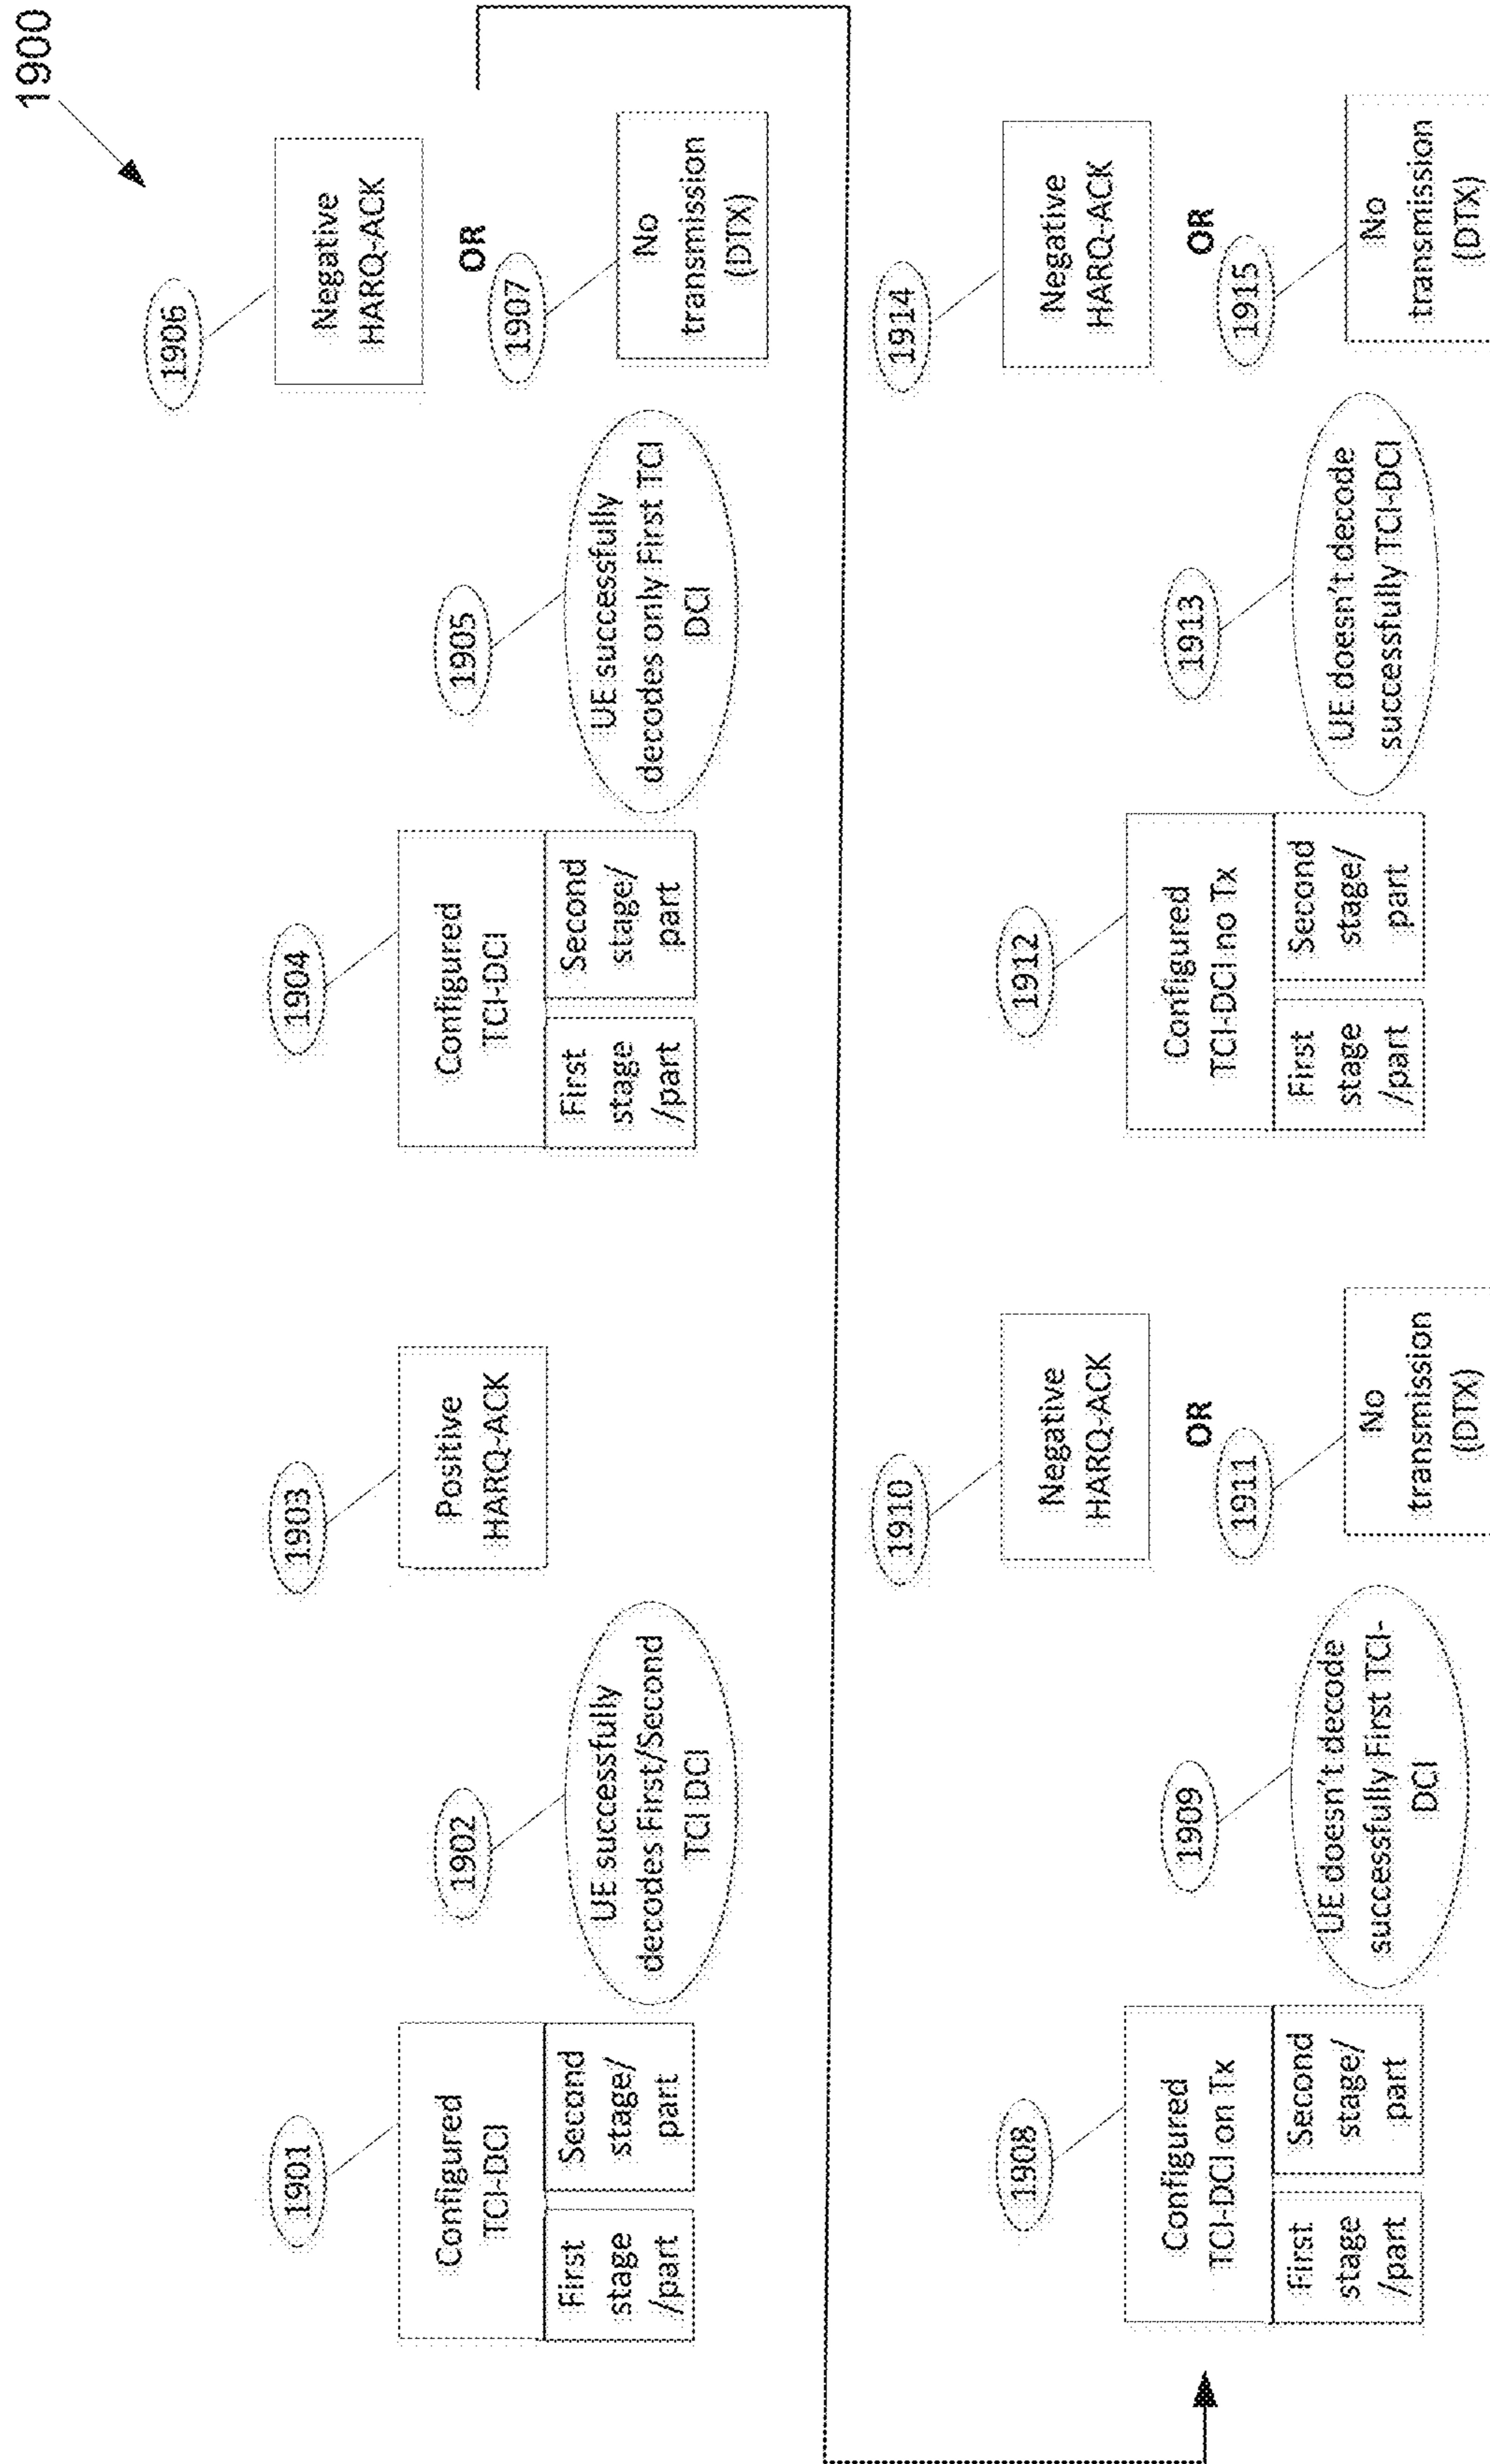 1900
1901
Configured
TCI-DCI
First
stage
/part
Second
stage/
part
1902
UE successfully
decodes First/Second
TCI DCI
1903
Positive
HARQ-ACK
1904
Configured
TCI-DCI
First
stage
/part
Second
stage/
part
1905
UE successfully
decodes only First TCI
DCI
1906
Negative
HARQ-ACK
OR
1907
No
transmission
(DTX)
1908
Configured
TCI-DCI on Tx
First
stage
/part
Second
stage/
part
1909
UE doesn't decode
successfully First TCI-
DCI
1910
Negative
HARQ-ACK
OR
1911
No
transmission
(DTX)
1912
Configured
TCI-DCI no Tx
First
stage
/part
Second
stage/
part
1913
UE doesn't decode
successfully TCI-DCI
1914
Negative
HARQ-ACK
OR
1915
No
transmission
(DTX)